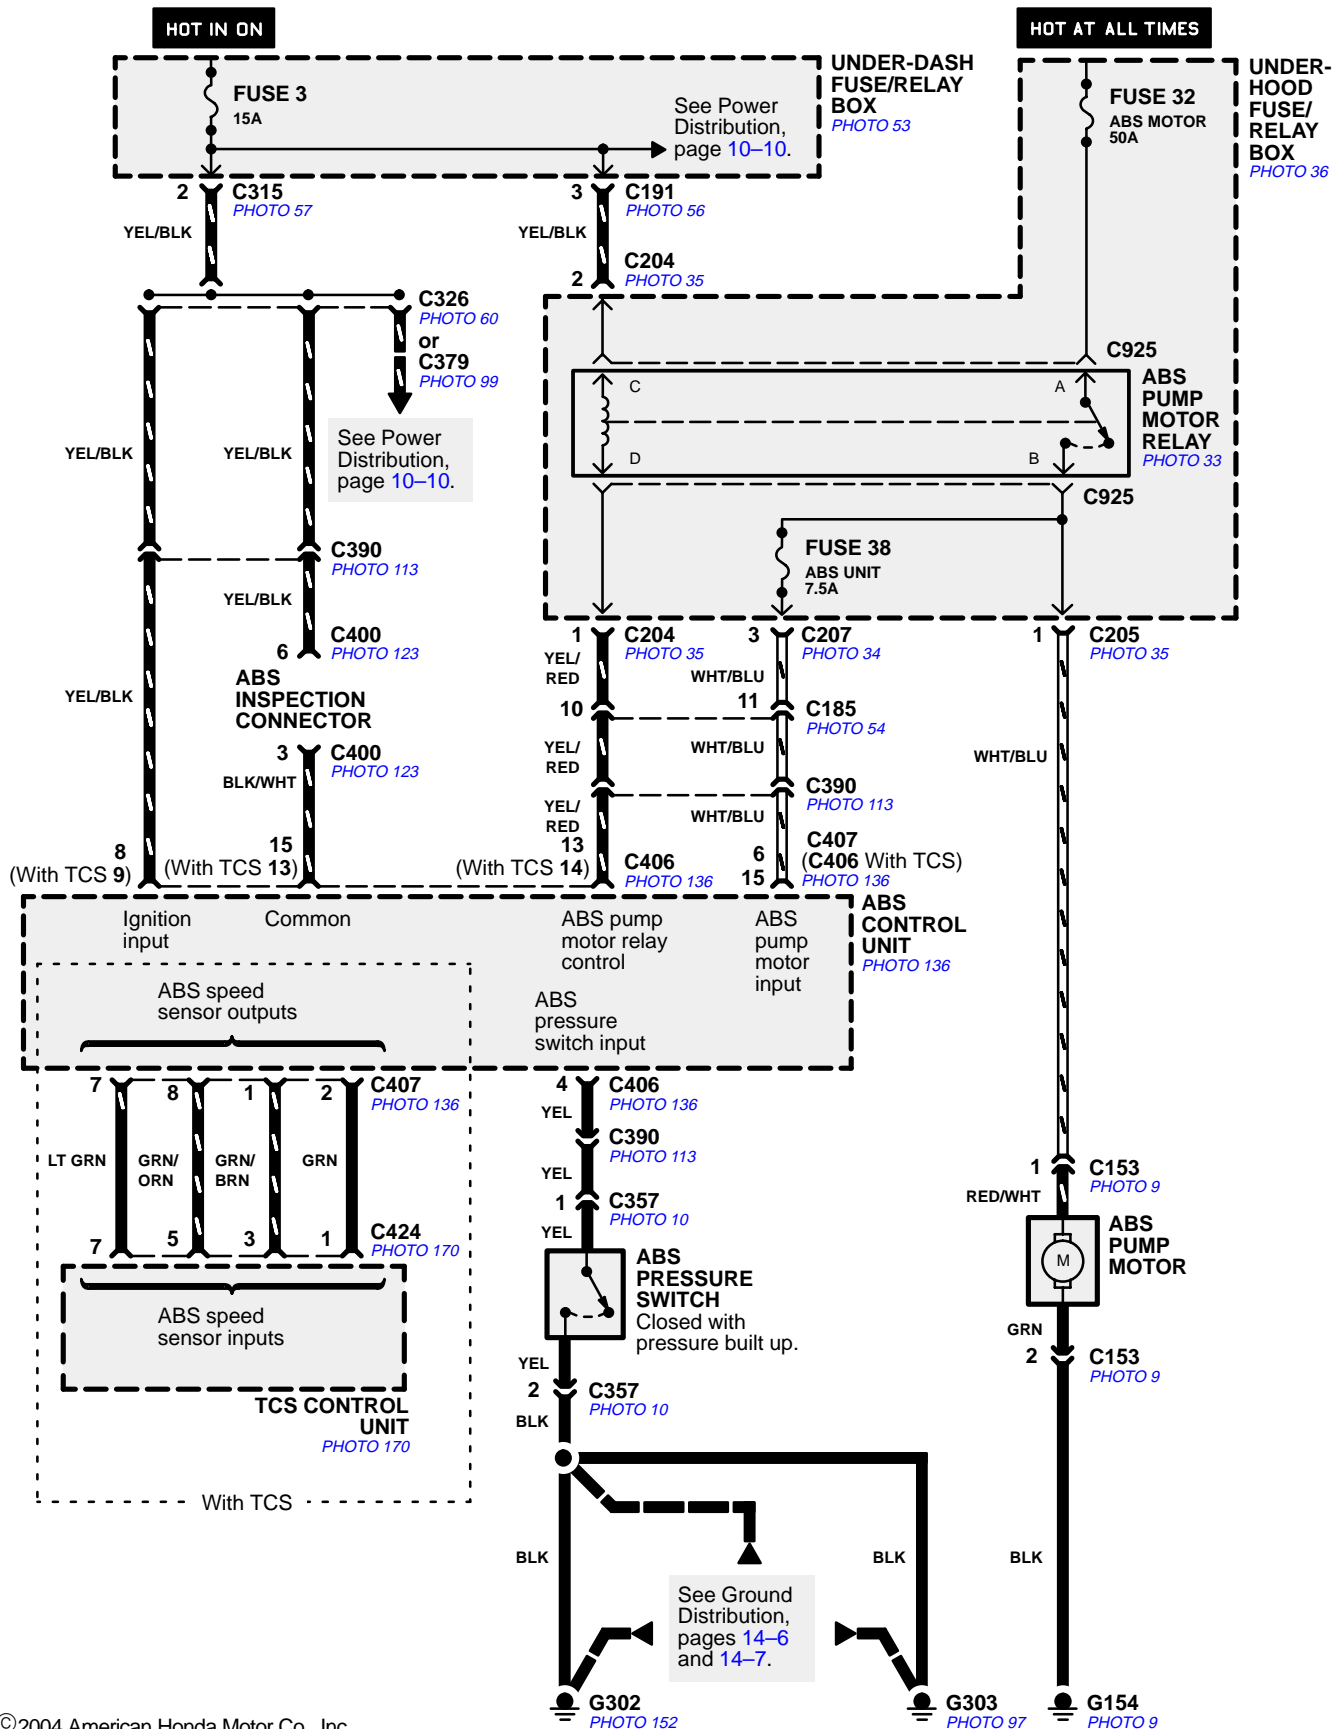 HOT IN ON
HOT AT ALL TIMES
FUSE 3
15A
See Power
Distribution,
page 10–10.
UNDER-DASH
FUSE/RELAY
BOX
PHOTO 53
FUSE 32
ABS MOTOR
50A
UNDER-
HOOD
FUSE/
RELAY
BOX
PHOTO 36
2
C315
PHOTO 57
3
C191
PHOTO 56
YEL/BLK
YEL/BLK
C204
2
PHOTO 35
C326
PHOTO 60
or
C379
PHOTO 99
See Power
Distribution,
page 10–10.
C925
C
A
D
B
ABS
PUMP
MOTOR
RELAY
PHOTO 33
C925
YEL/BLK
YEL/BLK
FUSE 38
ABS UNIT
7.5A
C390
PHOTO 113
YEL/BLK
6
C400
PHOTO 123
ABS
INSPECTION
CONNECTOR
YEL/BLK
3
C400
PHOTO 123
BLK/WHT
1
C204
PHOTO 35
3
C207
PHOTO 34
1
C205
PHOTO 35
YEL/
RED
WHT/BLU
10
11
C185
PHOTO 54
YEL/
RED
WHT/BLU
WHT/BLU
C390
PHOTO 113
YEL/
RED
WHT/BLU
8
(With TCS 9)
15
(With TCS 13)
13
(With TCS 14)
C406
PHOTO 136
6
15
C407
(C406 With TCS)
PHOTO 136
ABS
CONTROL
UNIT
PHOTO 136
Ignition
input
Common
ABS pump
motor relay
control
ABS
pump
motor
input
ABS speed
sensor outputs
ABS
pressure
switch input
7
8
1
2
C407
PHOTO 136
4
C406
PHOTO 136
YEL
C390
PHOTO 113
LT GRN
GRN/
ORN
GRN/
BRN
GRN
YEL
1
C357
PHOTO 10
YEL
7
5
3
1
C424
PHOTO 170
1
C153
PHOTO 9
RED/WHT
ABS
PUMP
MOTOR
M
ABS
PRESSURE
SWITCH
Closed with
pressure built up.
ABS speed
sensor inputs
GRN
2
C153
PHOTO 9
YEL
2
C357
PHOTO 10
BLK
TCS CONTROL
UNIT
PHOTO 170
With TCS
BLK
BLK
BLK
See Ground
Distribution,
pages 14–6
and 14–7.
G302
PHOTO 152
G303
PHOTO 97
G154
PHOTO 9
©2004 American Honda Motor Co., Inc.